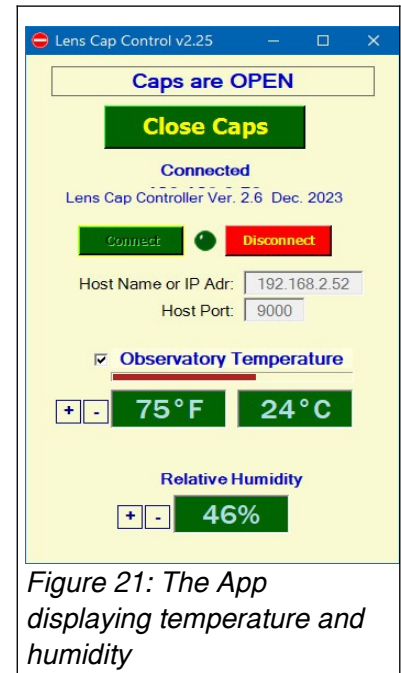 Lens Cap Control v2.25
Caps are OPEN
Close Caps
Connected
Lens Cap Controller Ver. 2.6 Dec. 2023
Connect Disconnect
Host Name or IP Adr: 192.168.2.52
Host Port: 9000
Observatory Temperature
+ - 75°F 24°C
Relative Humidity
+ - 46%
Figure 21: The App
displaying temperature and
humidity